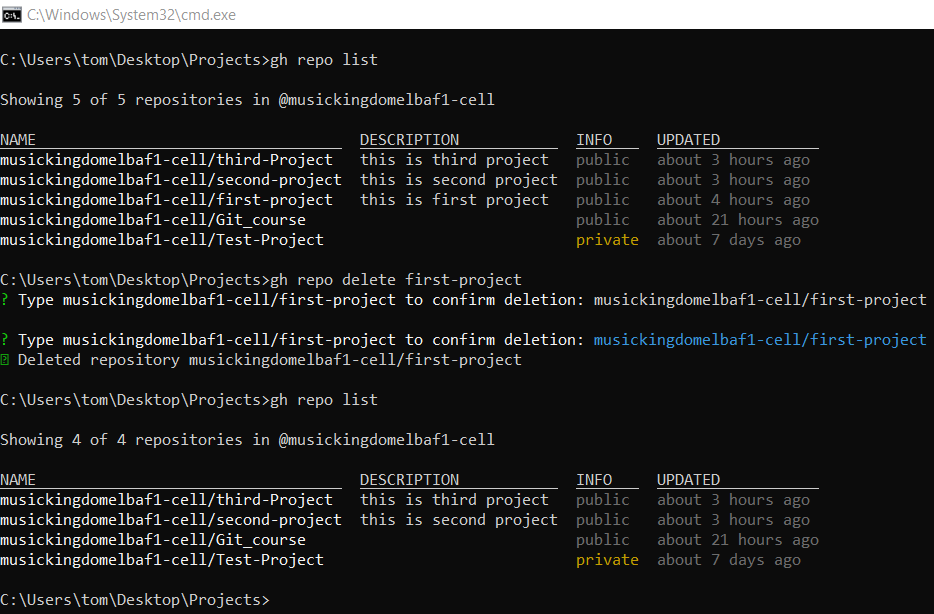 C:\Windows\System32\cmd.exe
C:\Users\tom\Desktop\Projects>gh repo list
Showing 5 of 5 repositories in @musickingdomelbaf1-cell
NAME DESCRIPTION INFO UPDATED
musickingdomelbaf1-cell/third-Project this is third project public about 3 hours ago
musickingdomelbaf1-cell/second-project this is second project public about 3 hours ago
musickingdomelbaf1-cell/first-project this is first project public about 4 hours ago
musickingdomelbaf1-cell/Git_course public about 21 hours ago
musickingdomelbaf1-cell/Test-Project private about 7 days ago
C:\Users\tom\Desktop\Projects>gh repo delete first-project
? Type musickingdomelbaf1-cell/first-project to confirm deletion: musickingdomelbaf1-cell/first-project
? Type musickingdomelbaf1-cell/first-project to confirm deletion: musickingdomelbaf1-cell/first-project
Deleted repository musickingdomelbaf1-cell/first-project
C:\Users\tom\Desktop\Projects>gh repo list
Showing 4 of 4 repositories in @musickingdomelbaf1-cell
NAME DESCRIPTION INFO UPDATED
musickingdomelbaf1-cell/third-Project this is third project public about 3 hours ago
musickingdomelbaf1-cell/second-project this is second project public about 3 hours ago
musickingdomelbaf1-cell/Git_course public about 21 hours ago
musickingdomelbaf1-cell/Test-Project private about 7 days ago
C:\Users\tom\Desktop\Projects>